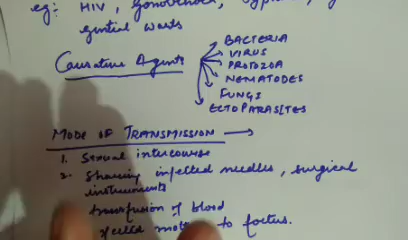 eg: HIV, Gonorrhoea, Syphilis,
genital warts
Causative Agents
BACTERIA
VIRUS
PROTOZOA
NEMATODES
FUNGI
ECTOPARASITES
MODE OF TRANSMISSION →
1. Sexual intercourse
2. Sharing infected needles, surgical
instruments
transfusion of blood
mother to foetus.